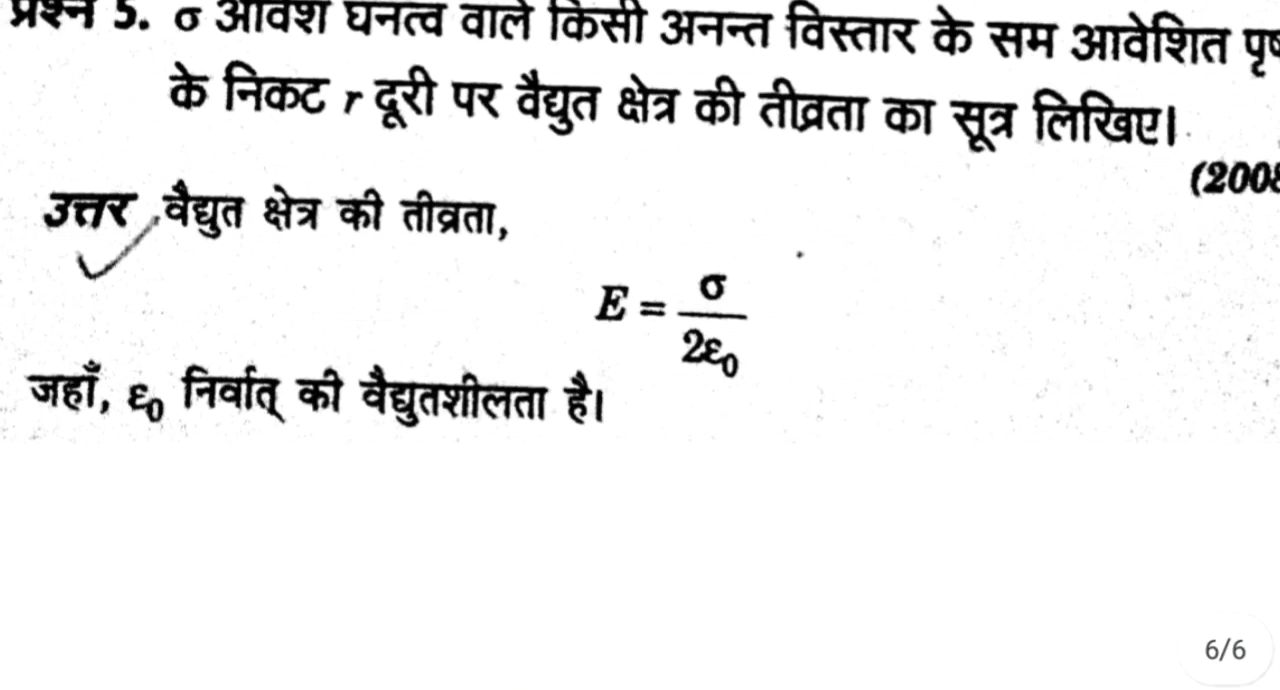 प्रश्न 5. σ आवेश घनत्व वाले किसी अनन्त विस्तार के सम आवेशित
के निकट r दूरी पर वैद्युत क्षेत्र की तीव्रता का सूत्र लिखिए।
(2008
उत्तर वैद्युत क्षेत्र की तीव्रता,
E = σ/2ε₀
जहाँ, ε₀ निर्वात् की वैद्युतशीलता है।
6/6